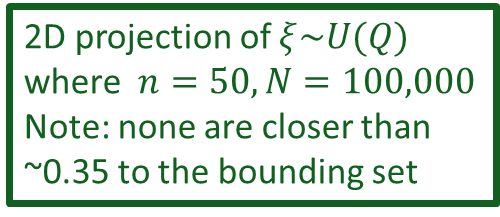 2D projection of ξ~U(Q)
where n = 50, N = 100,000
Note: none are closer than
~0.35 to the bounding set